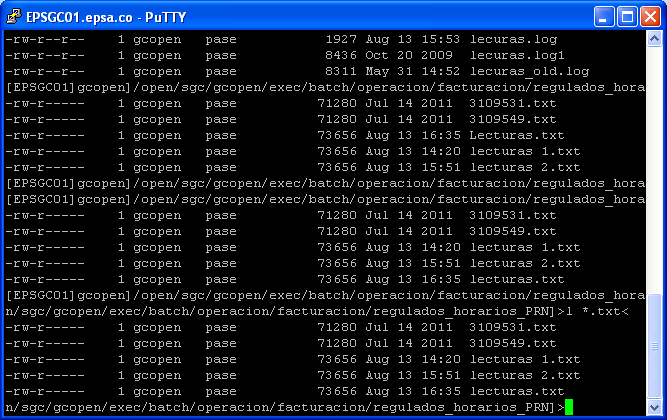 EPSGC01.epsa.co - PuTTY
-rw-r--r-- 1 gcopen pase 1927 Aug 13 15:53 lecuras.log
-rw-r--r-- 1 gcopen pase 8436 Oct 20 2009 lecuras.log1
-rw-r--r-- 1 gcopen pase 8311 May 31 14:52 lecuras_old.log
[EPSGC01]gcopen]/open/sgc/gcopen/exec/batch/operacion/facturacion/regulados_hora
-rw-r----- 1 gcopen pase 71280 Jul 14 2011 3109531.txt
-rw-r----- 1 gcopen pase 71280 Jul 14 2011 3109549.txt
-rw-r----- 1 gcopen pase 73656 Aug 13 16:35 Lecturas.txt
-rw-r----- 1 gcopen pase 73656 Aug 13 14:20 lecturas 1.txt
-rw-r----- 1 gcopen pase 73656 Aug 13 15:51 lecturas 2.txt
[EPSGC01]gcopen]/open/sgc/gcopen/exec/batch/operacion/facturacion/regulados_hora
[EPSGC01]gcopen]/open/sgc/gcopen/exec/batch/operacion/facturacion/regulados_hora
-rw-r----- 1 gcopen pase 71280 Jul 14 2011 3109531.txt
-rw-r----- 1 gcopen pase 71280 Jul 14 2011 3109549.txt
-rw-r----- 1 gcopen pase 73656 Aug 13 14:20 lecturas 1.txt
-rw-r----- 1 gcopen pase 73656 Aug 13 15:51 lecturas 2.txt
-rw-r----- 1 gcopen pase 73656 Aug 13 16:35 lecturas.txt
[EPSGC01]gcopen]/open/sgc/gcopen/exec/batch/operacion/facturacion/regulados_hora
n/sgc/gcopen/exec/batch/operacion/facturacion/regulados_horarios_PRN]>l *.txt<
-rw-r----- 1 gcopen pase 71280 Jul 14 2011 3109531.txt
-rw-r----- 1 gcopen pase 71280 Jul 14 2011 3109549.txt
-rw-r----- 1 gcopen pase 73656 Aug 13 14:20 lecturas 1.txt
-rw-r----- 1 gcopen pase 73656 Aug 13 15:51 lecturas 2.txt
-rw-r----- 1 gcopen pase 73656 Aug 13 16:35 lecturas.txt
n/sgc/gcopen/exec/batch/operacion/facturacion/regulados_horarios_PRN]>